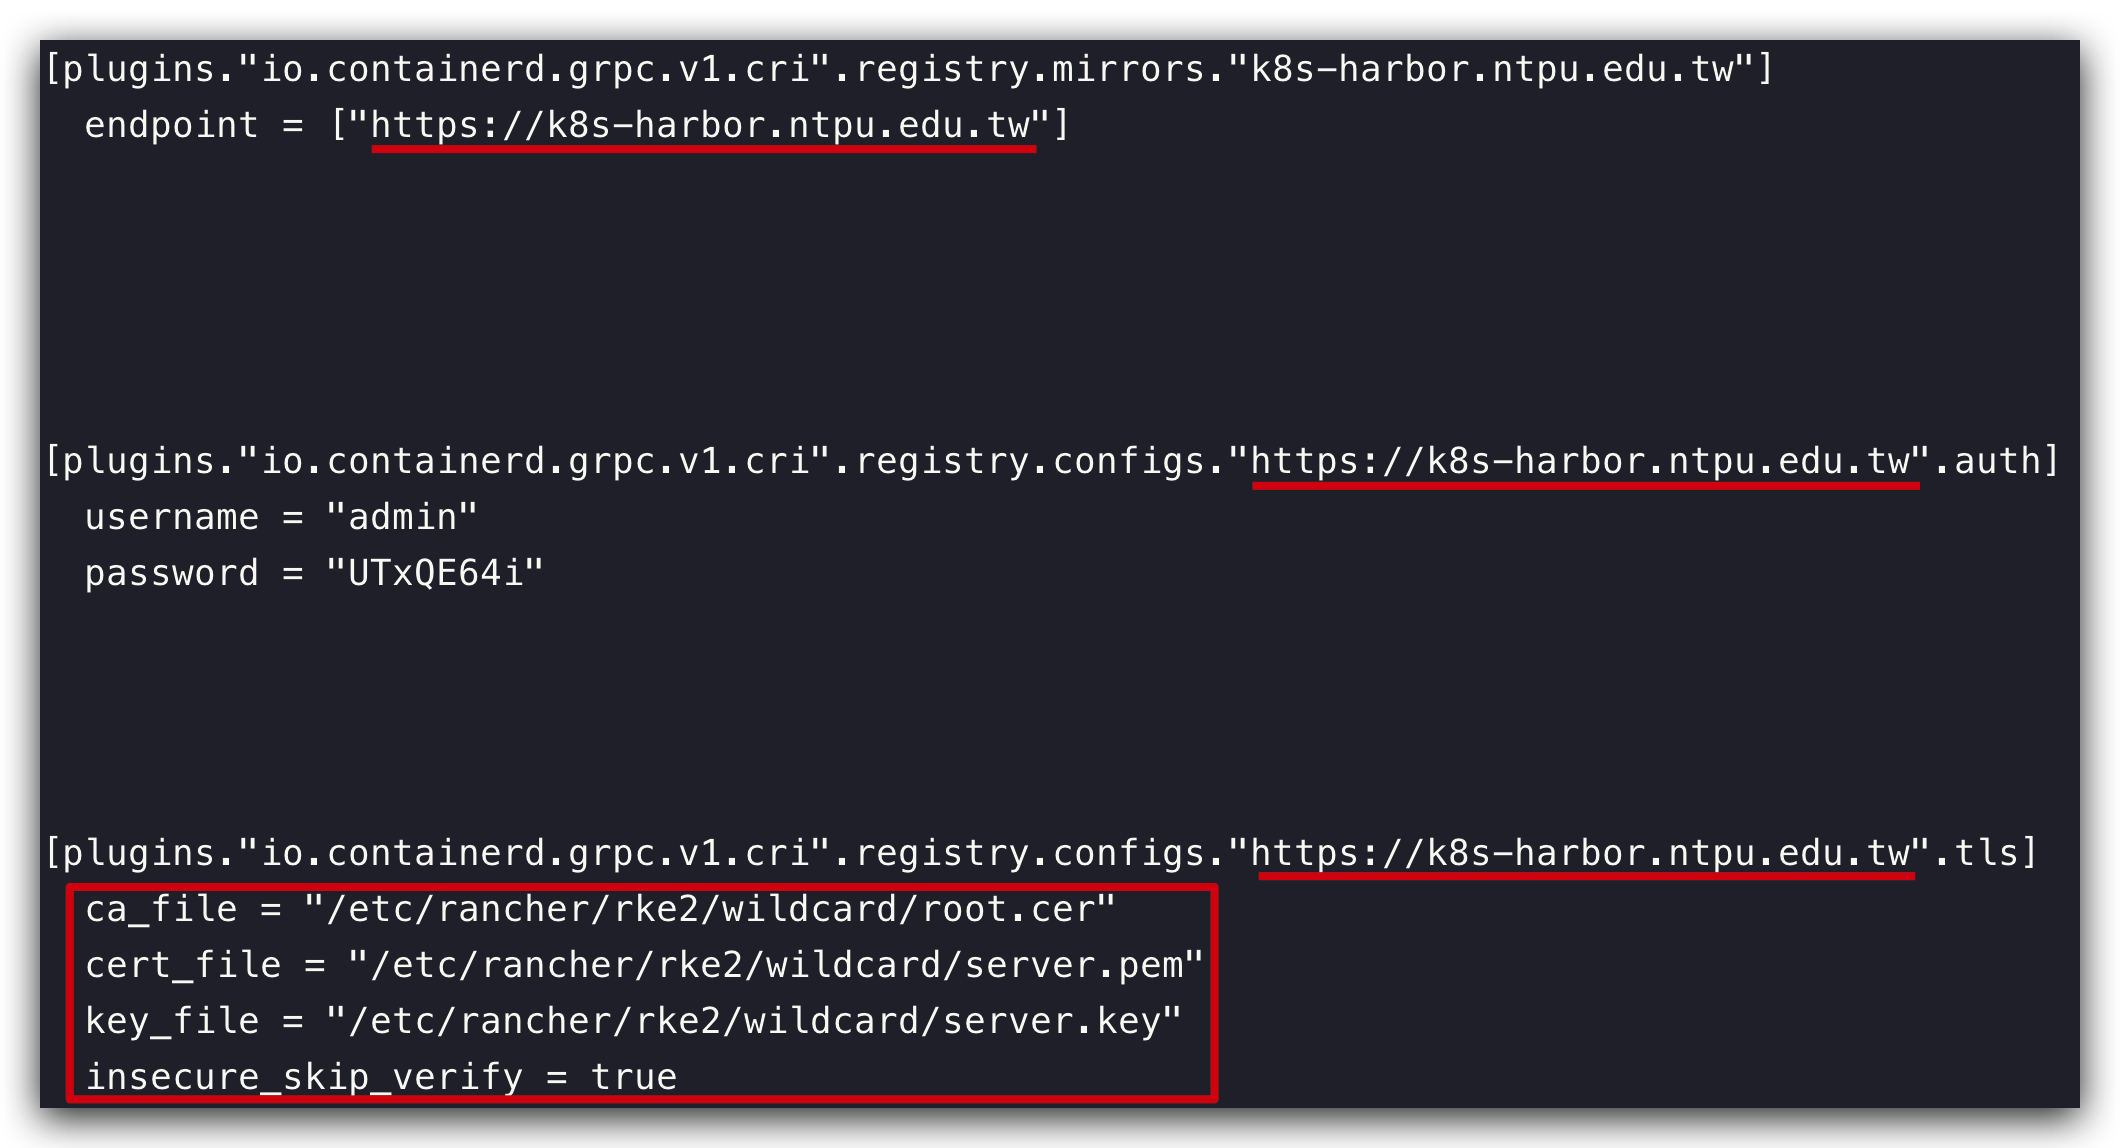 [plugins."io.containerd.grpc.v1.cri".registry.mirrors."k8s-harbor.ntpu.edu.tw"]
  endpoint = ["https://k8s-harbor.ntpu.edu.tw"]
[plugins."io.containerd.grpc.v1.cri".registry.configs."https://k8s-harbor.ntpu.edu.tw".auth]
  username = "admin"
  password = "UTxQE64i"
[plugins."io.containerd.grpc.v1.cri".registry.configs."https://k8s-harbor.ntpu.edu.tw".tls]
  ca_file = "/etc/rancher/rke2/wildcard/root.cer"
  cert_file = "/etc/rancher/rke2/wildcard/server.pem"
  key_file = "/etc/rancher/rke2/wildcard/server.key"
  insecure_skip_verify = true